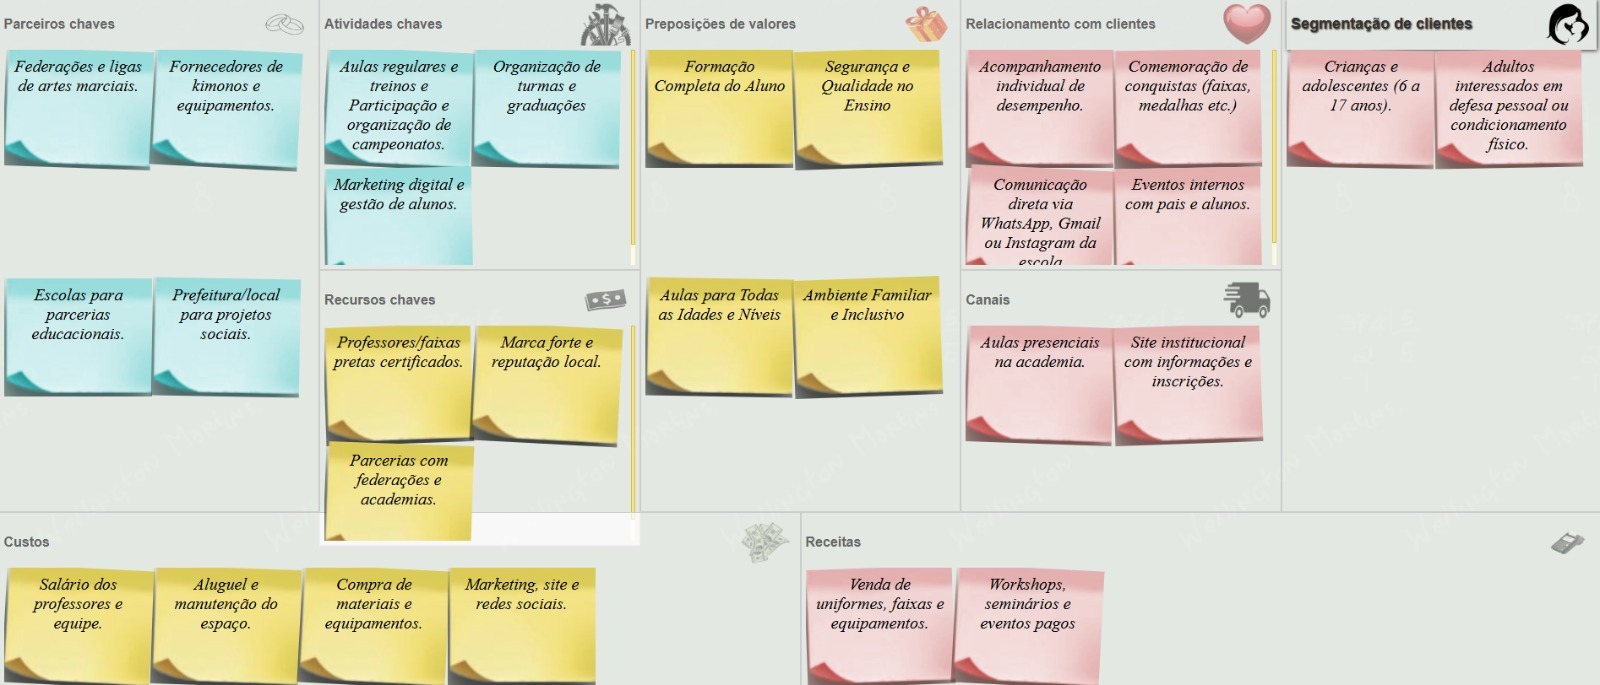 Parceiros chaves
Federações e ligas
de artes marciais.
Fornecedores de
kimonos e
equipamentos.
Escolas para
parcerias
educacionais.
Prefeitura/local
para projetos
sociais.
Atividades chaves
Aulas regulares e
treinos e
Participação e
organização de
campeonatos.
Organização de
turmas e
graduações
Marketing digital e
gestão de alunos.
Recursos chaves
Professores/faixas
pretas certificados.
Marca forte e
reputação local.
Parcerias com
federações e
academias.
Preposições de valores
Formação
Completa do Aluno
Segurança e
Qualidade no
Ensino
Aulas para Todas
as Idades e Níveis
Ambiente Familiar
e Inclusivo
Relacionamento com clientes
Acompanhamento
individual de
desempenho.
Comemoração de
conquistas (faixas,
medalhas etc.)
Comunicação
direta via
WhatsApp, Gmail
ou Instagram da
escola
Eventos internos
com pais e alunos.
Canais
Aulas presenciais
na academia.
Site institucional
com informações e
inscrições.
Segmentação de clientes
Crianças e
adolescentes (6 a
17 anos).
Adultos
interessados em
defesa pessoal ou
condicionamento
físico.
Custos
Salário dos
professores e
equipe.
Aluguel e
manutenção do
espaço.
Compra de
materiais e
equipamentos.
Marketing, site e
redes sociais.
Receitas
Venda de
uniformes, faixas e
equipamentos.
Workshops,
seminários e
eventos pagos